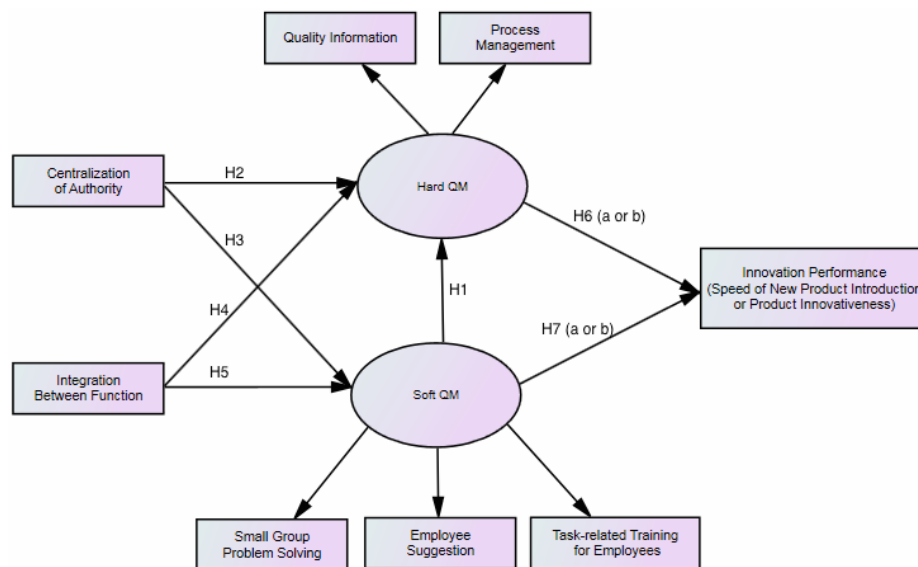 Quality Information
Process
Management
Centralization
of Authority
H2
Hard QM
H3
H6 (a or b)
Innovation Performance
(Speed of New Product Introduction
or Product Innovativeness)
H1
H4
H7 (a or b)
Integration
Between Function
H5
Soft QM
Small Group
Problem Solving
Employee
Suggestion
Task-related Training
for Employees